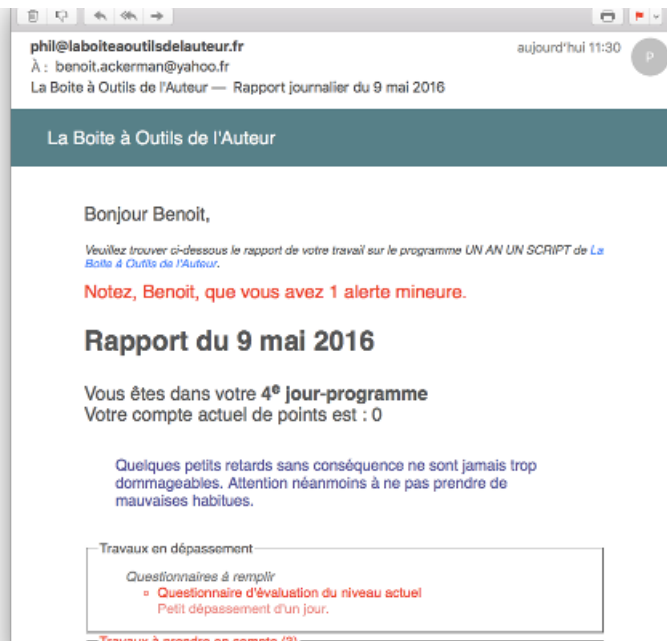 phil@laboiteaoutilsdelauteur.fr
aujourd'hui 11:30
P
À : benoit.ackerman@yahoo.fr
La Boite à Outils de l'Auteur — Rapport journalier du 9 mai 2016
La Boite à Outils de l'Auteur
Bonjour Benoit,
Veuillez trouver ci-dessous le rapport de votre travail sur le programme UN AN UN SCRIPT de La
Boite à Outils de l'Auteur.
Notez, Benoit, que vous avez 1 alerte mineure.
Rapport du 9 mai 2016
Vous êtes dans votre 4e jour-programme
Votre compte actuel de points est : 0
Quelques petits retards sans conséquence ne sont jamais trop
dommageables. Attention néanmoins à ne pas prendre de
mauvaises habitues.
Travaux en dépassement
Questionnaires à remplir
Questionnaire d'évaluation du niveau actuel
Petit dépassement d'un jour.
Travaux à prendre en compte (3)